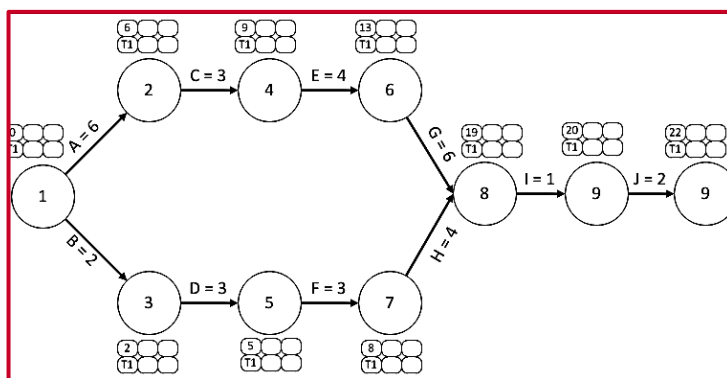 6
T1
9
T1
13
T1
C = 3
E = 4
2
4
6
0
T1
A = 6
G = 6
19
T1
20
T1
22
T1
1
8
I = 1
9
J = 2
9
B = 2
H = 4
D = 3
F = 3
3
5
7
2
T1
5
T1
8
T1